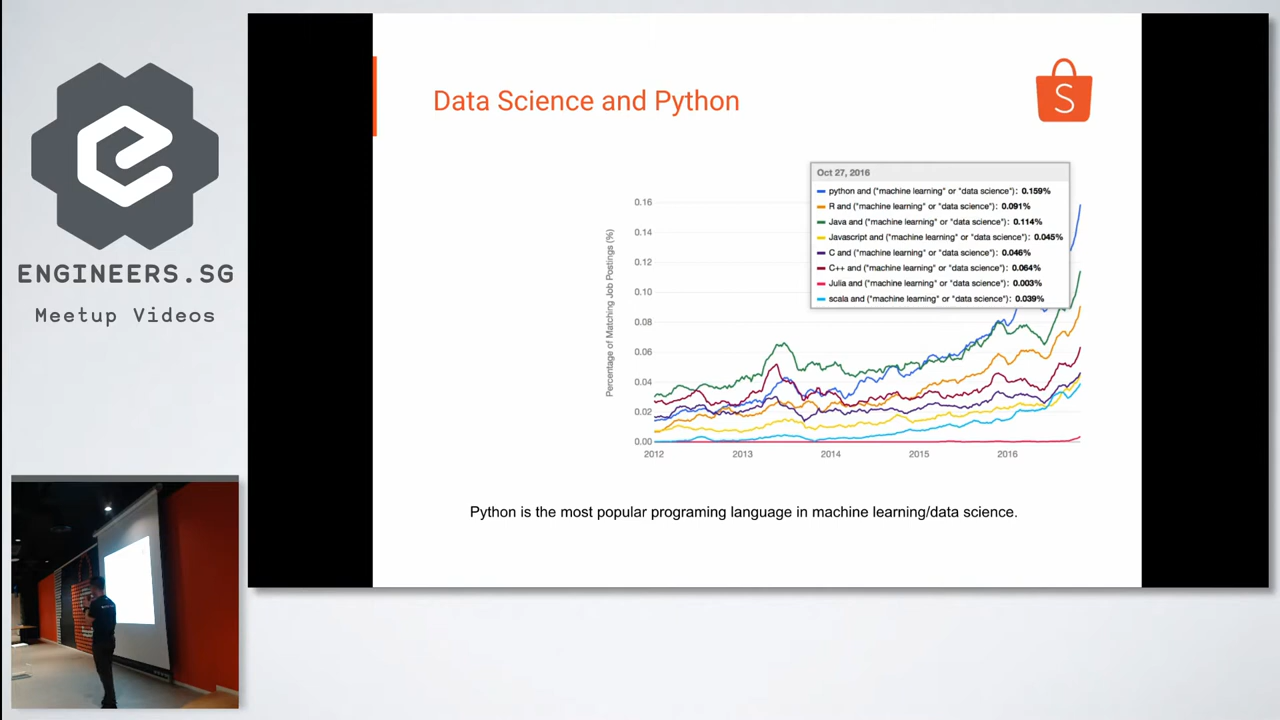 ENGINEERS.SG
Meetup Videos
Data Science and Python
S
Oct 27, 2016
python and ("machine learning" or "data science"): 0.159%
R and ("machine learning" or "data science"): 0.091%
Java and ("machine learning" or "data science"): 0.114%
Javascript and ("machine learning" or "data science"): 0.045%
C and ("machine learning" or "data science"): 0.046%
C++ and ("machine learning" or "data science"): 0.064%
Julia and ("machine learning" or "data science"): 0.003%
scala and ("machine learning" or "data science"): 0.039%
Percentage of Matching Job Postings (%)
0.16
0.14
0.12
0.10
0.08
0.06
0.04
0.02
0.00
2012 2013 2014 2015 2016
Python is the most popular programing language in machine learning/data science.